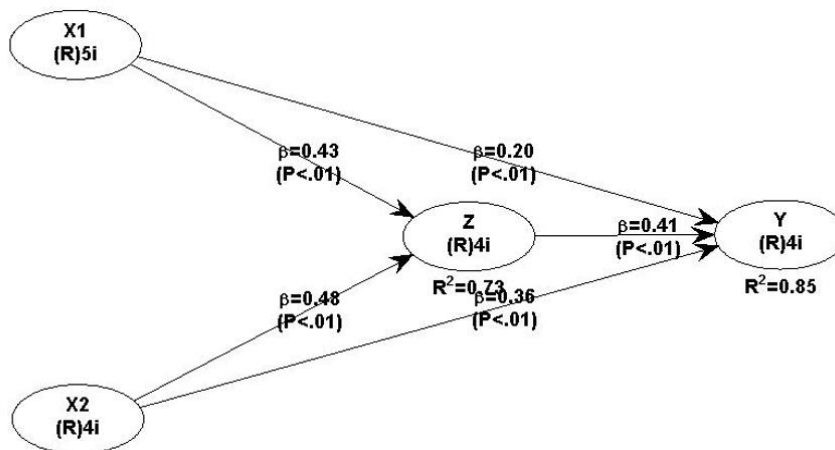 X1
(R)5i
β=0.43
(P<.01)
β=0.20
(P<.01)
Z
(R)4i
R²=0.73
β=0.41
(P<.01)
Y
(R)4i
R²=0.85
β=0.48
(P<.01)
β=0.36
(P<.01)
X2
(R)4i